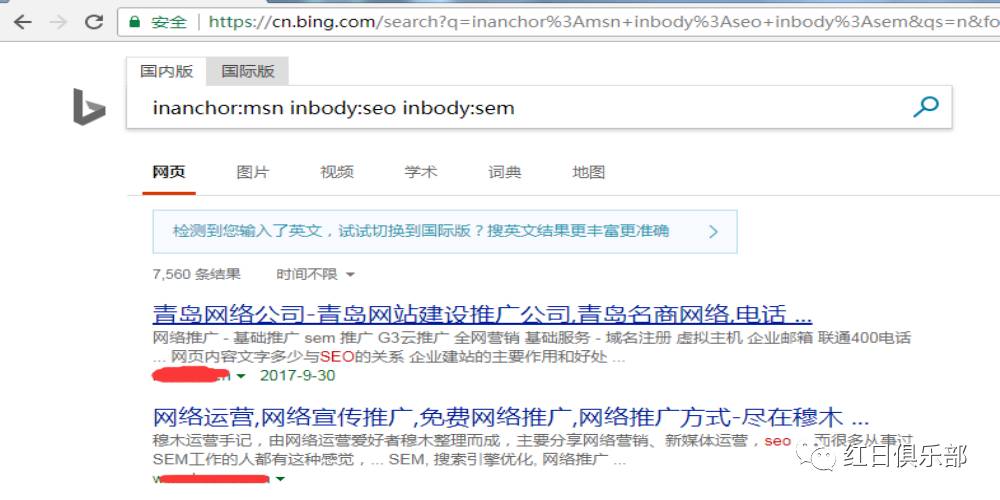 安全 https://cn.bing.com/search?q=inanchor%3Amsn+inbody%3Aseo+inbody%3Asem&qs=n&fo
国内版 国际版
inanchor:msn inbody:seo inbody:sem
网页 图片 视频 学术 词典 地图
检测到您输入了英文，试试切换到国际版？搜英文结果更丰富更准确
7,560 条结果 时间不限
青岛网络公司-青岛网站建设推广公司,青岛名商网络,电话 ...
网络推广 - 基础推广 sem 推广 G3云推广 全网营销 基础服务 - 域名注册 虚拟主机 企业邮箱 联通400电话
... 网页内容文字多少与SEO的关系 企业建站的主要作用和好处 ...
2017-9-30
网络运营,网络宣传推广,免费网络推广,网络推广方式-尽在穆木 ...
穆木运营手记，由网络运营爱好者穆木整理而成，主要分享网络营销、新媒体运营，seo 而很多从事过
SEM工作的人都有这种感觉，... SEM, 搜索引擎优化, 网络推广 ...
红日俱乐部